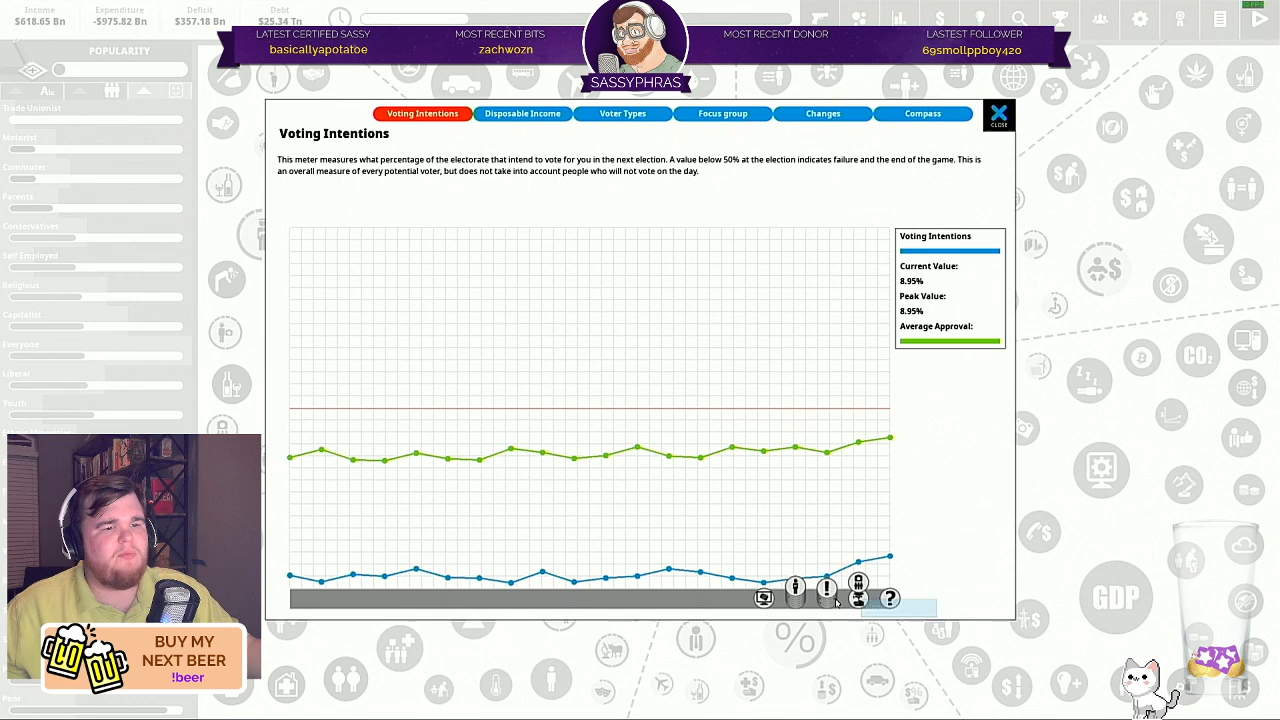 Income
$618.65 Bn
Expenditure
-$975.82 Bn
Deficit
$357.18 Bn
Debt
$25.34 Tn
LATEST CERTIFED SASSY
basicallyapotatoe
MOST RECENT BITS
zachwozn
MOST RECENT DONOR
LASTEST FOLLOWER
69smollppboy420
SASSYPHRAS
POPULARITY
Trade Unionist
Motorist
Commuter
Parents
Conservatives
Self Employed
Religious
Capitalist
Everyone
Liberal
Youth
Poor
Voting Intentions
Disposable Income
Voter Types
Focus group
Changes
Compass
CLOSE
Voting Intentions
This meter measures what percentage of the electorate that intend to vote for you in the next election. A value below 50% at the election indicates failure and the end of the game. This is
an overall measure of every potential voter, but does not take into account people who will not vote on the day.
Voting Intentions
Current Value:
8.95%
Peak Value:
8.95%
Average Approval:
CO2
GDP
BUY MY
NEXT BEER
!beer